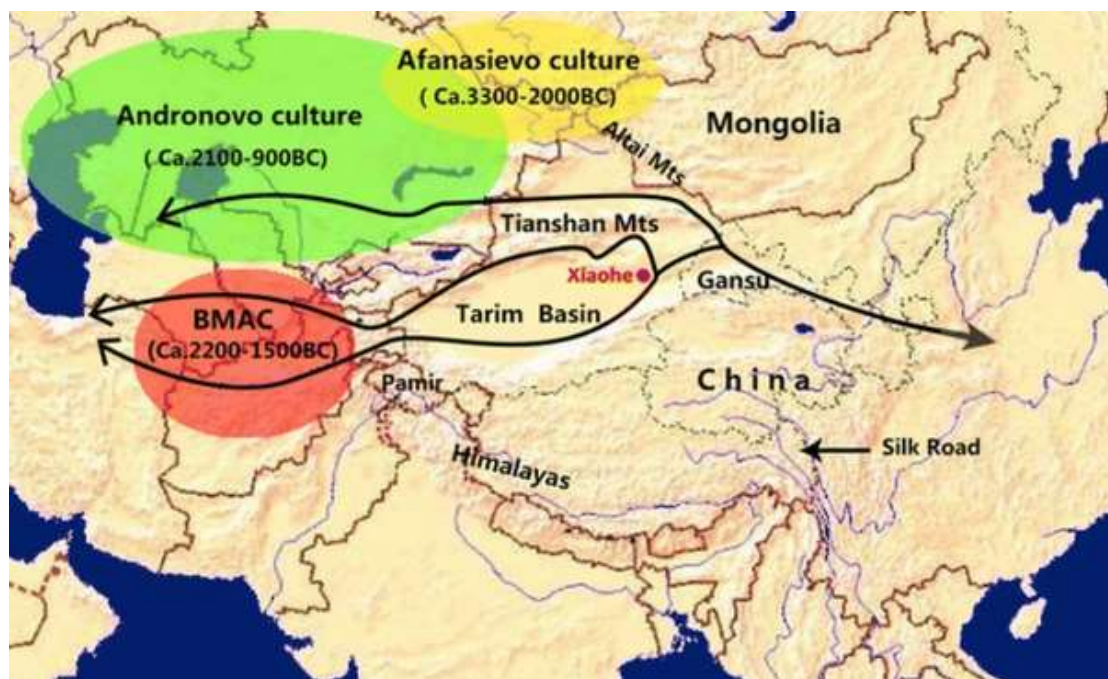 Afanasievo culture
( Ca.3300-2000BC)
Andronovo culture
( Ca.2100-900BC)
Mongolia
Altai Mts
Tianshan Mts
Xiaohe
Gansu
Tarim Basin
BMAC
(Ca.2200-1500BC)
Pamir
China
Silk Road
Himalayas